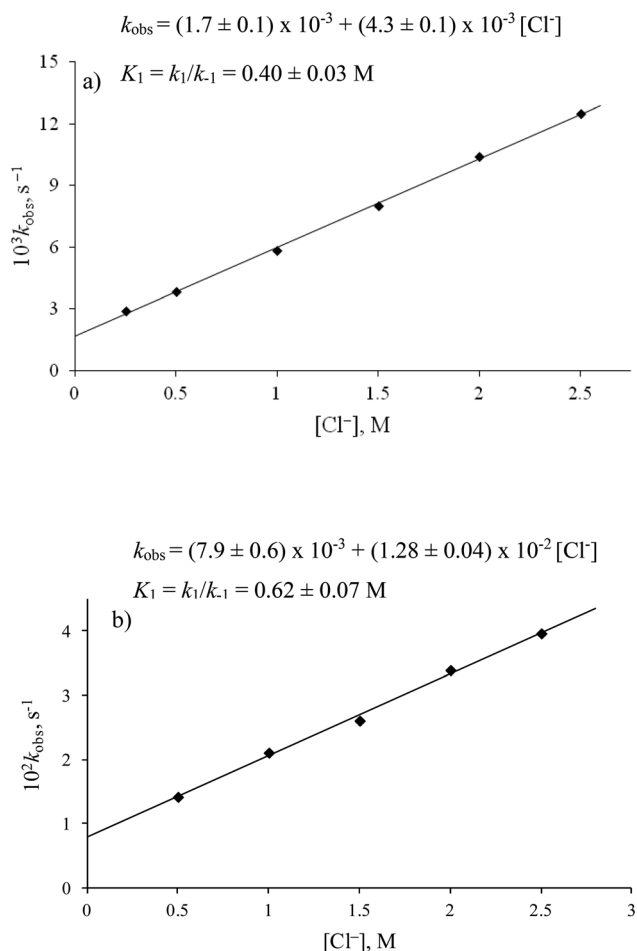 kobs = (1.7 ± 0.1) x 10-3 + (4.3 ± 0.1) x 10-3 [Cl-]
a) K1 = k1/k-1 = 0.40 ± 0.03 M
15
12
9
6
3
0
10³kobs, s⁻¹
0 0.5 1 1.5 2 2.5
[Cl⁻], M
kobs = (7.9 ± 0.6) x 10-3 + (1.28 ± 0.04) x 10-2 [Cl-]
K1 = k1/k-1 = 0.62 ± 0.07 M
b)
4
3
2
1
0
10²kobs, s-1
0 0.5 1 1.5 2 2.5 3
[Cl⁻], M